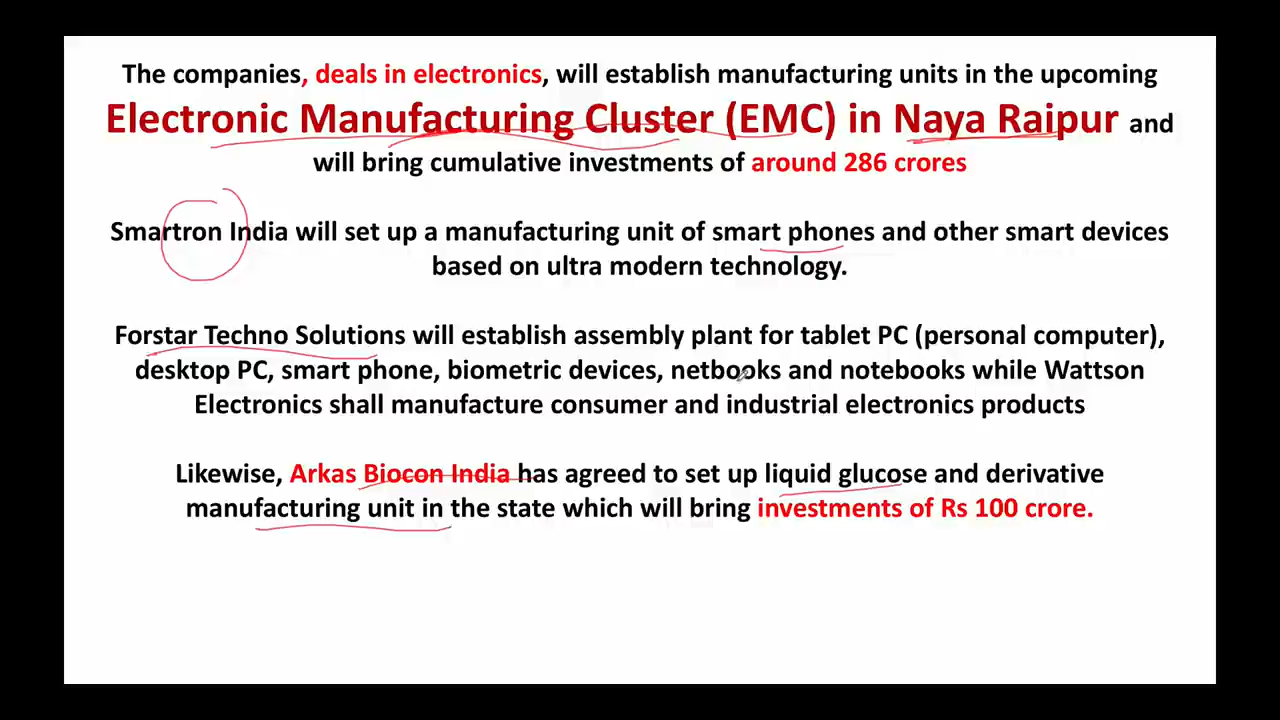 The companies, deals in electronics, will establish manufacturing units in the upcoming
Electronic Manufacturing Cluster (EMC) in Naya Raipur and
will bring cumulative investments of around 286 crores
Smartron India will set up a manufacturing unit of smart phones and other smart devices
based on ultra modern technology.
Forstar Techno Solutions will establish assembly plant for tablet PC (personal computer),
desktop PC, smart phone, biometric devices, netbooks and notebooks while Wattson
Electronics shall manufacture consumer and industrial electronics products
Likewise, Arkas Biocon India has agreed to set up liquid glucose and derivative
manufacturing unit in the state which will bring investments of Rs 100 crore.